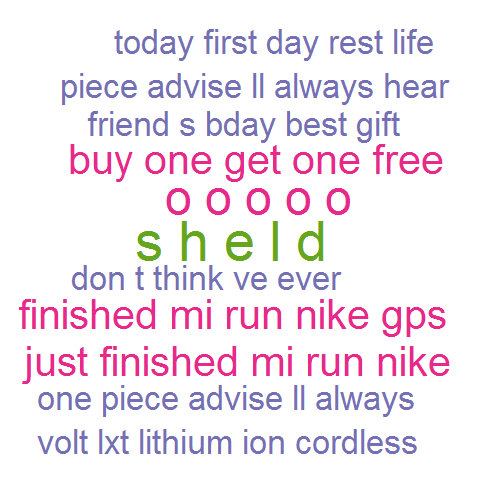 today first day rest life
piece advise ll always hear
friend s bday best gift
buy one get one free
o o o o o
s h e l d
don t think ve ever
finished mi run nike gps
just finished mi run nike
one piece advise ll always
volt lxt lithium ion cordless